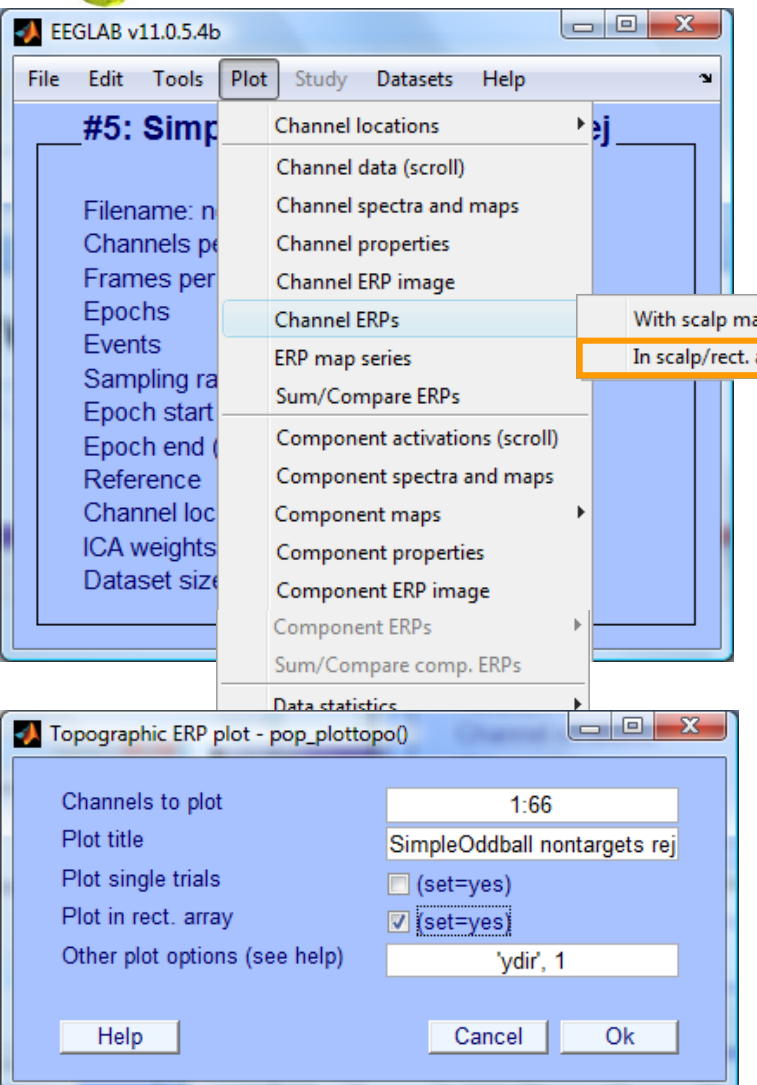 EEGLAB v11.0.5.4b
File Edit Tools Plot Study Datasets Help
#5: Simp ej
Channel locations
Channel data (scroll)
Filename: n
Channel spectra and maps
Channels pe
Channel properties
Frames per
Channel ERP image
Epochs
Channel ERPs
With scalp ma
Events
ERP map series
In scalp/rect. a
Sampling ra
Sum/Compare ERPs
Epoch start
Epoch end (
Component activations (scroll)
Reference
Component spectra and maps
Channel loc
Component maps
ICA weights
Component properties
Dataset size
Component ERP image
Component ERPs
Sum/Compare comp. ERPs
Data statistics
Topographic ERP plot - pop_plottopo()
Channels to plot 1:66
Plot title SimpleOddball nontargets rej
Plot single trials (set=yes)
Plot in rect. array (set=yes)
Other plot options (see help) 'ydir', 1
Help Cancel Ok